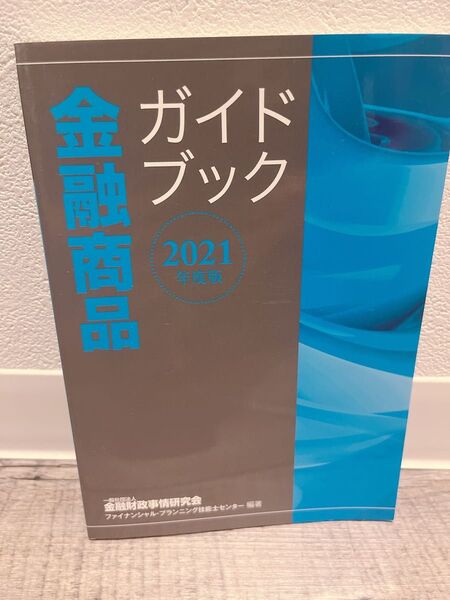 金融商品
ガイド
ブック
2021
年度版
一般社団法人
金融財政事情研究会
ファイナンシャル・プランニング技能士センター 編著